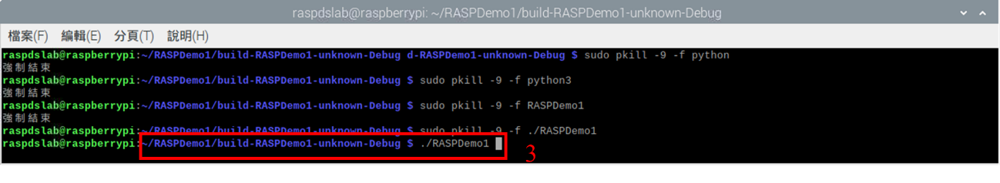 raspdslab@raspberrypi: ~/RASPDemo1/build-RASPDemo1-unknown-Debug
檔案(F) 編輯(E) 分頁(T) 說明(H)
raspdslab@raspberrypi:~/RASPDemo1/build-RASPDemo1-unknown-Debug d-RASPDemo1-unknown-Debug $ sudo pkill -9 -f python
強制結束
raspdslab@raspberrypi:~/RASPDemo1/build-RASPDemo1-unknown-Debug $ sudo pkill -9 -f python3
強制結束
raspdslab@raspberrypi:~/RASPDemo1/build-RASPDemo1-unknown-Debug $ sudo pkill -9 -f RASPDemo1
強制結束
raspdslab@raspberrypi:~/RASPDemo1/build-RASPDemo1-unknown-Debug $ sudo pkill -9 -f ./RASPDemo1
raspdslab@raspberrypi:~/RASPDemo1/build-RASPDemo1-unknown-Debug $ ./RASPDemo1
3